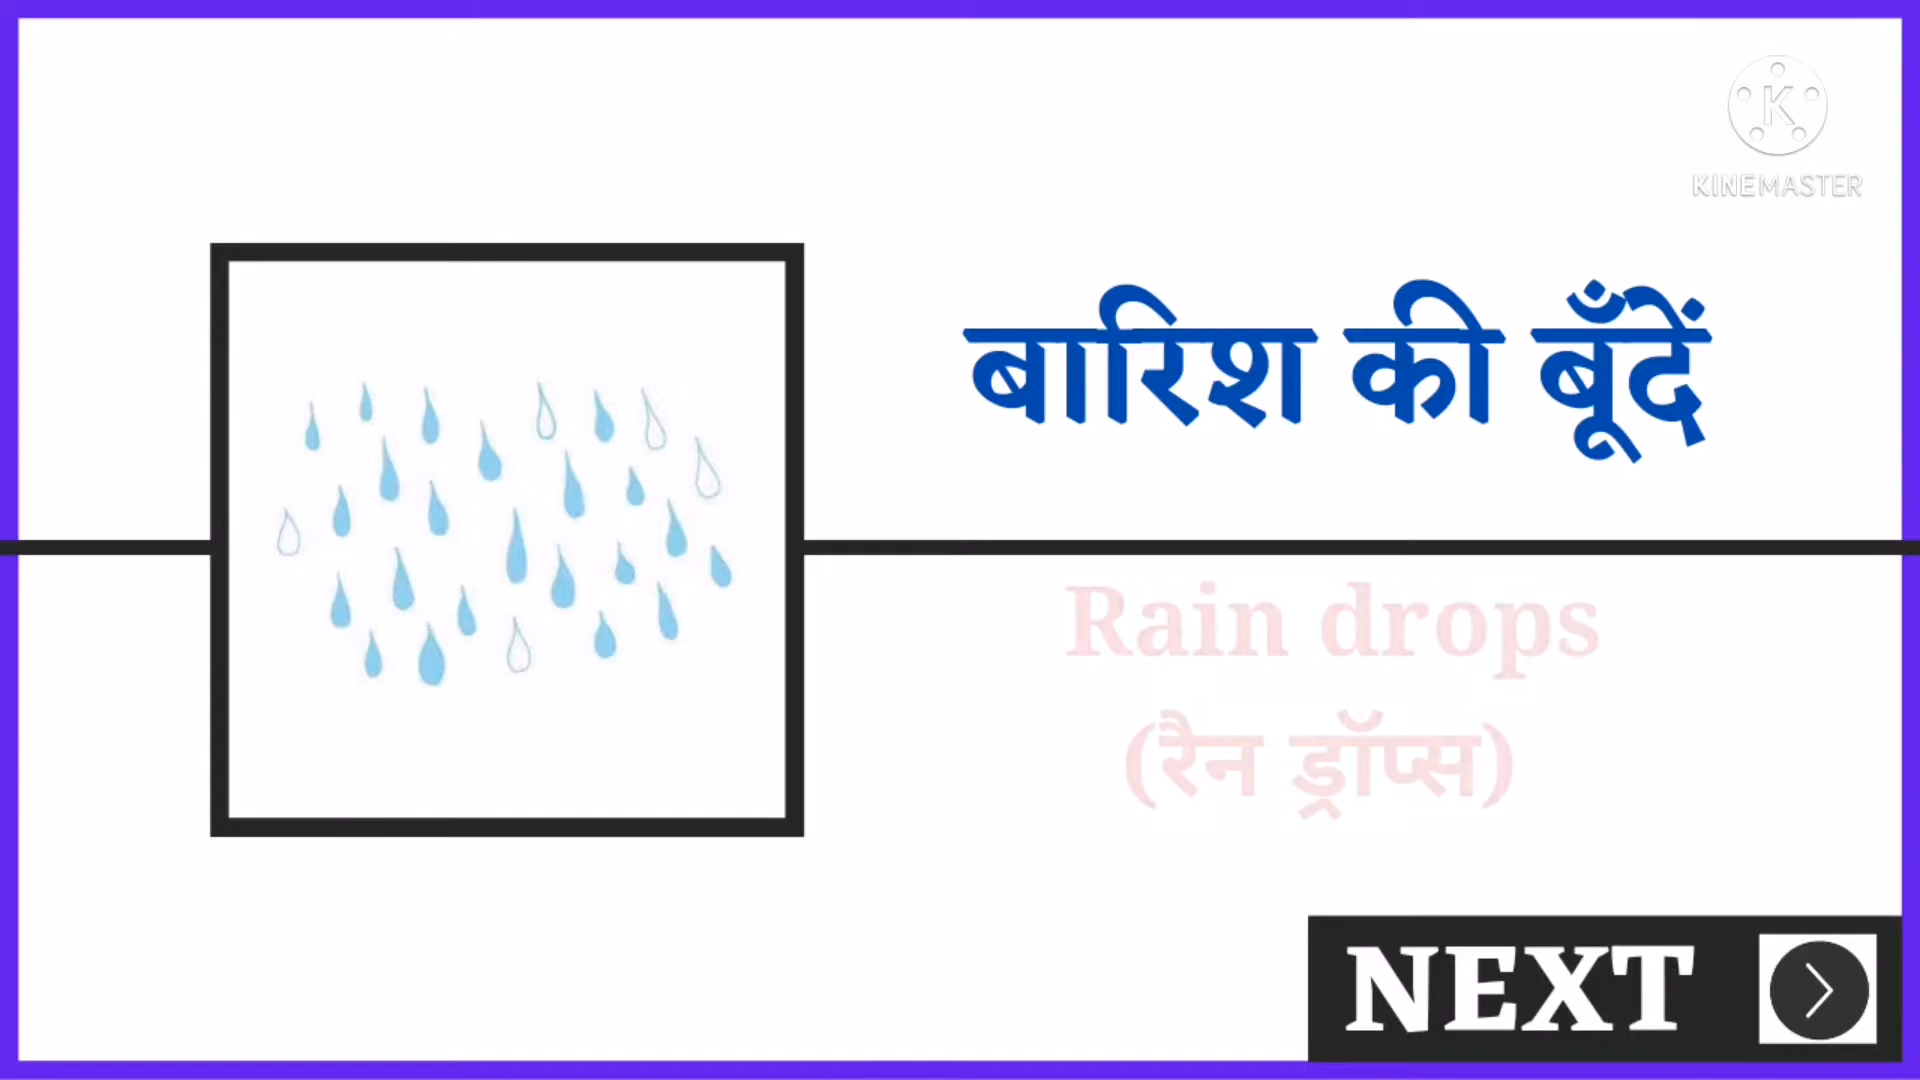 KINEMASTER
बारिश की बूँदें
Rain drops
(रैन ड्रॉप्स)
NEXT